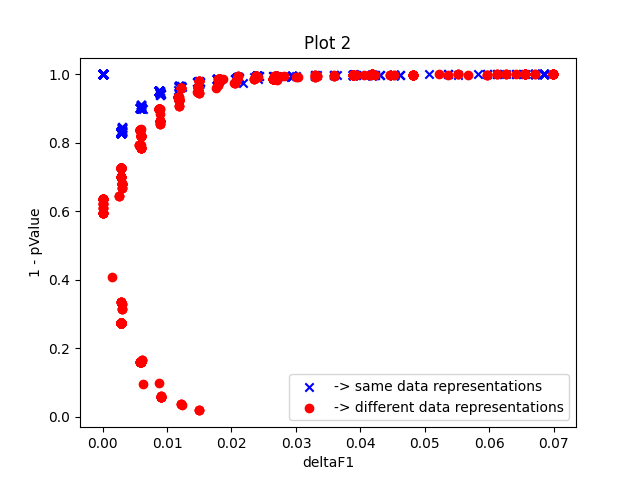 Plot 2
1 - pValue
1.0
0.8
0.6
0.4
0.2
0.0
-> same data representations
-> different data representations
0.00 0.01 0.02 0.03 0.04 0.05 0.06 0.07
deltaF1